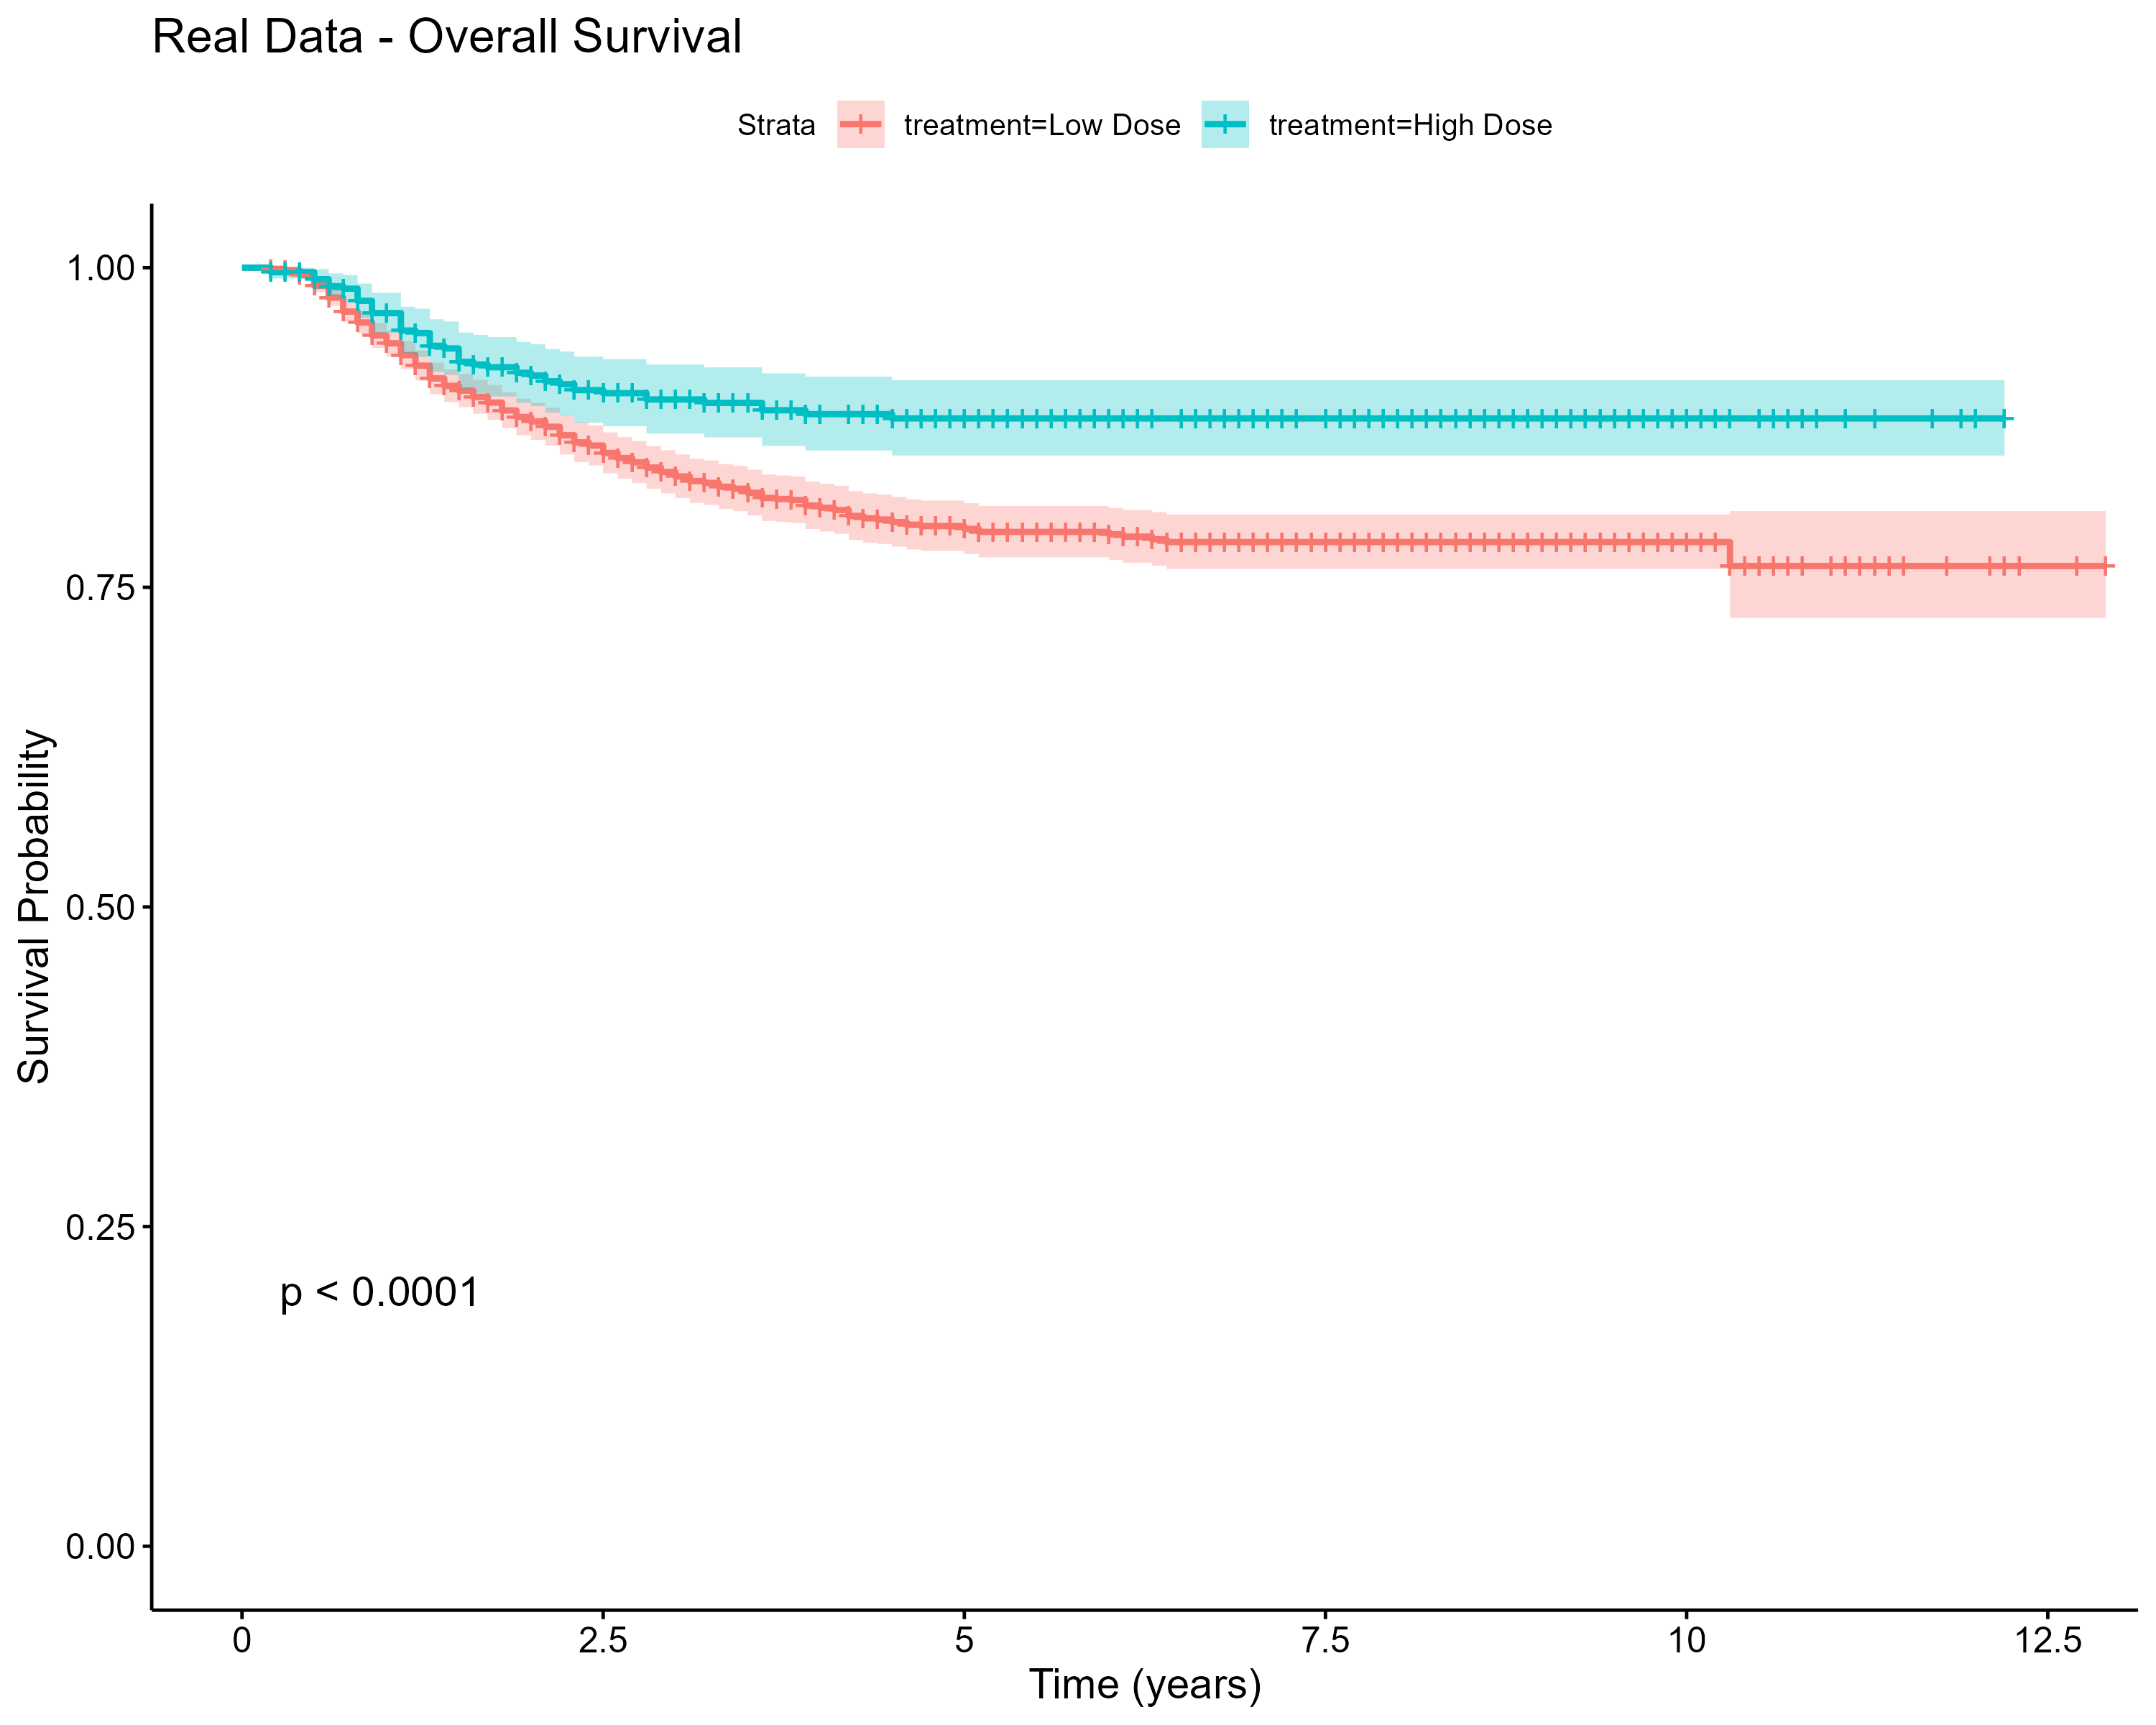 Real Data - Overall Survival
Strata treatment=Low Dose treatment=High Dose
1.00
0.75
0.50
0.25
0.00
Survival Probability
p < 0.0001
0 2.5 5 7.5 10 12.5
Time (years)